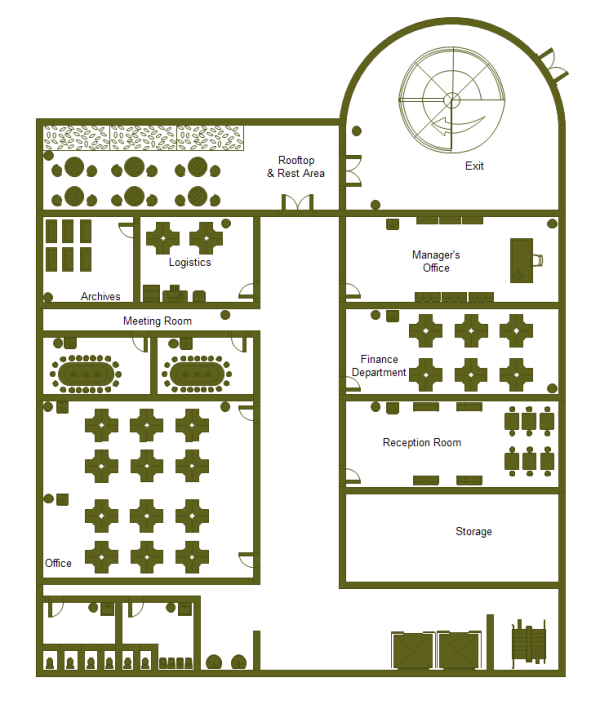 Rooftop
& Rest Area
Exit
Logistics
Manager's
Office
Archives
Meeting Room
Finance
Department
Reception Room
Storage
Office